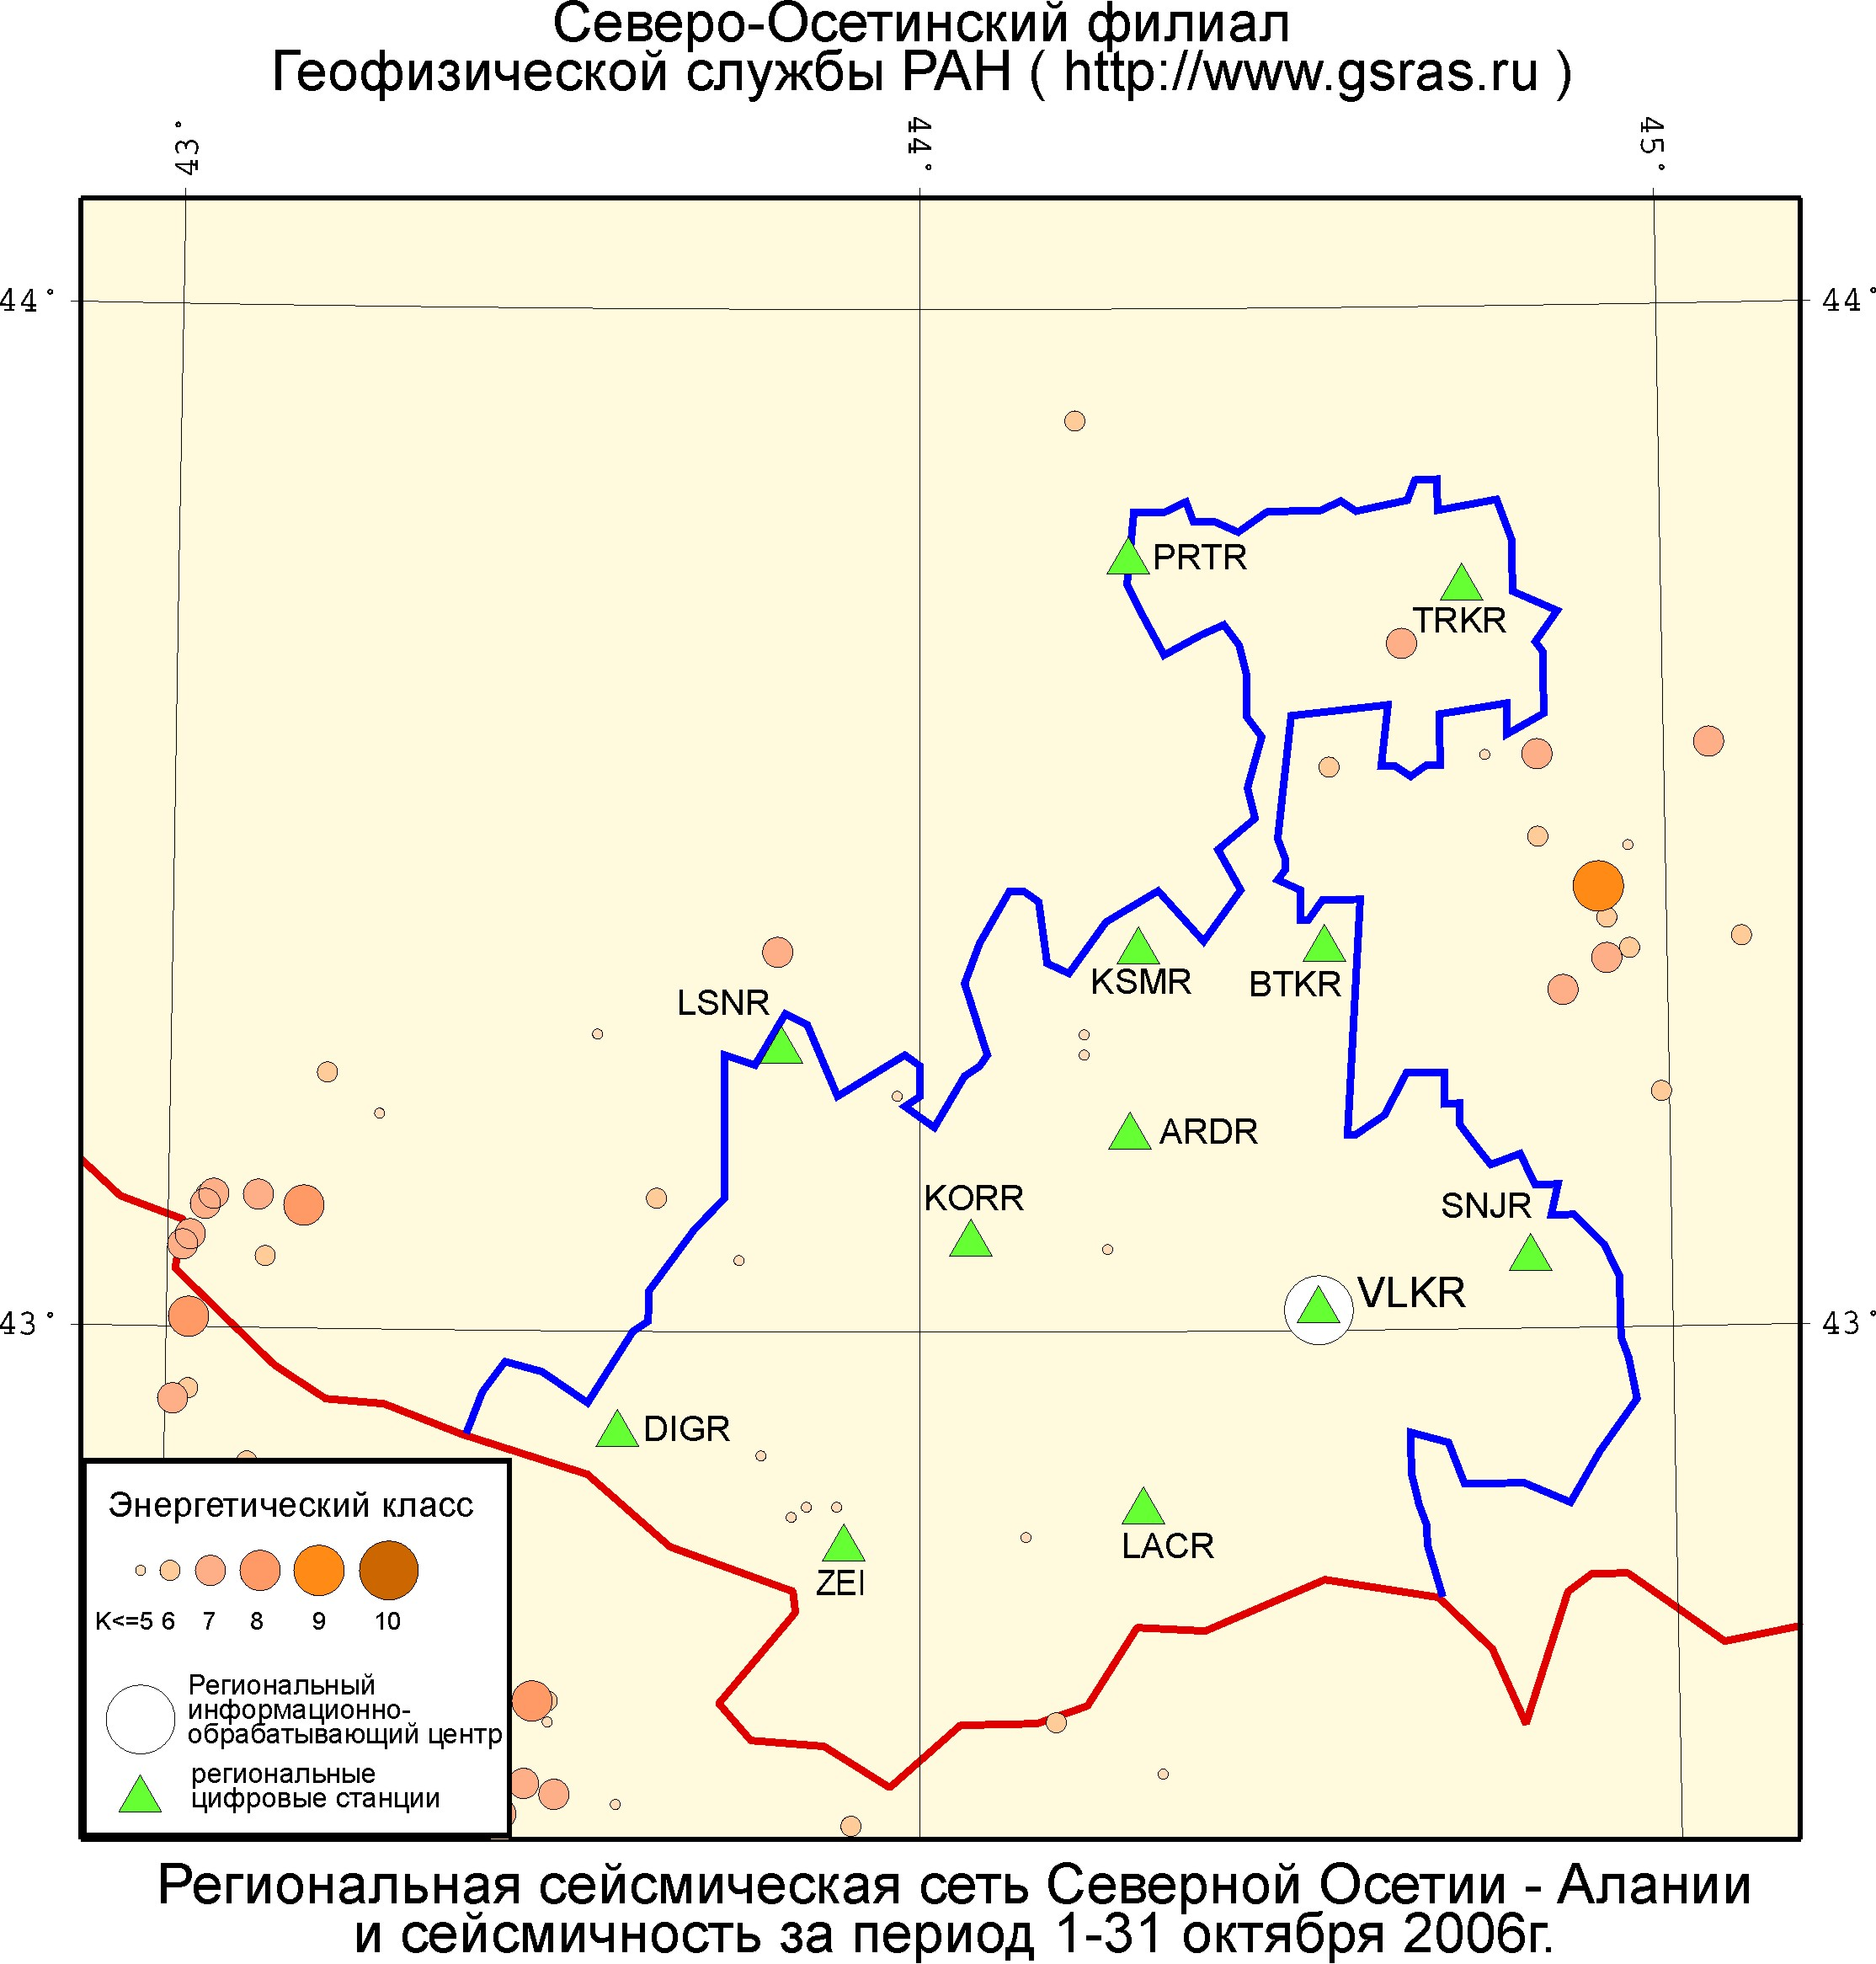 Северо-Осетинский филиал
Геофизической службы РАН ( http://www.gsras.ru )
43°
44°
45°
44°
44°
PRTR
TRKR
KSMR
BTKR
LSNR
ARDR
KORR
SNJR
VLKR
43°
43°
DIGR
LACR
ZEI
Энергетический класс
K<=5 6 7 8 9 10
Региональный
информационно-
обрабатывающий центр
региональные
цифровые станции
Региональная сейсмическая сеть Северной Осетии - Алании
и сейсмичность за период 1-31 октября 2006г.